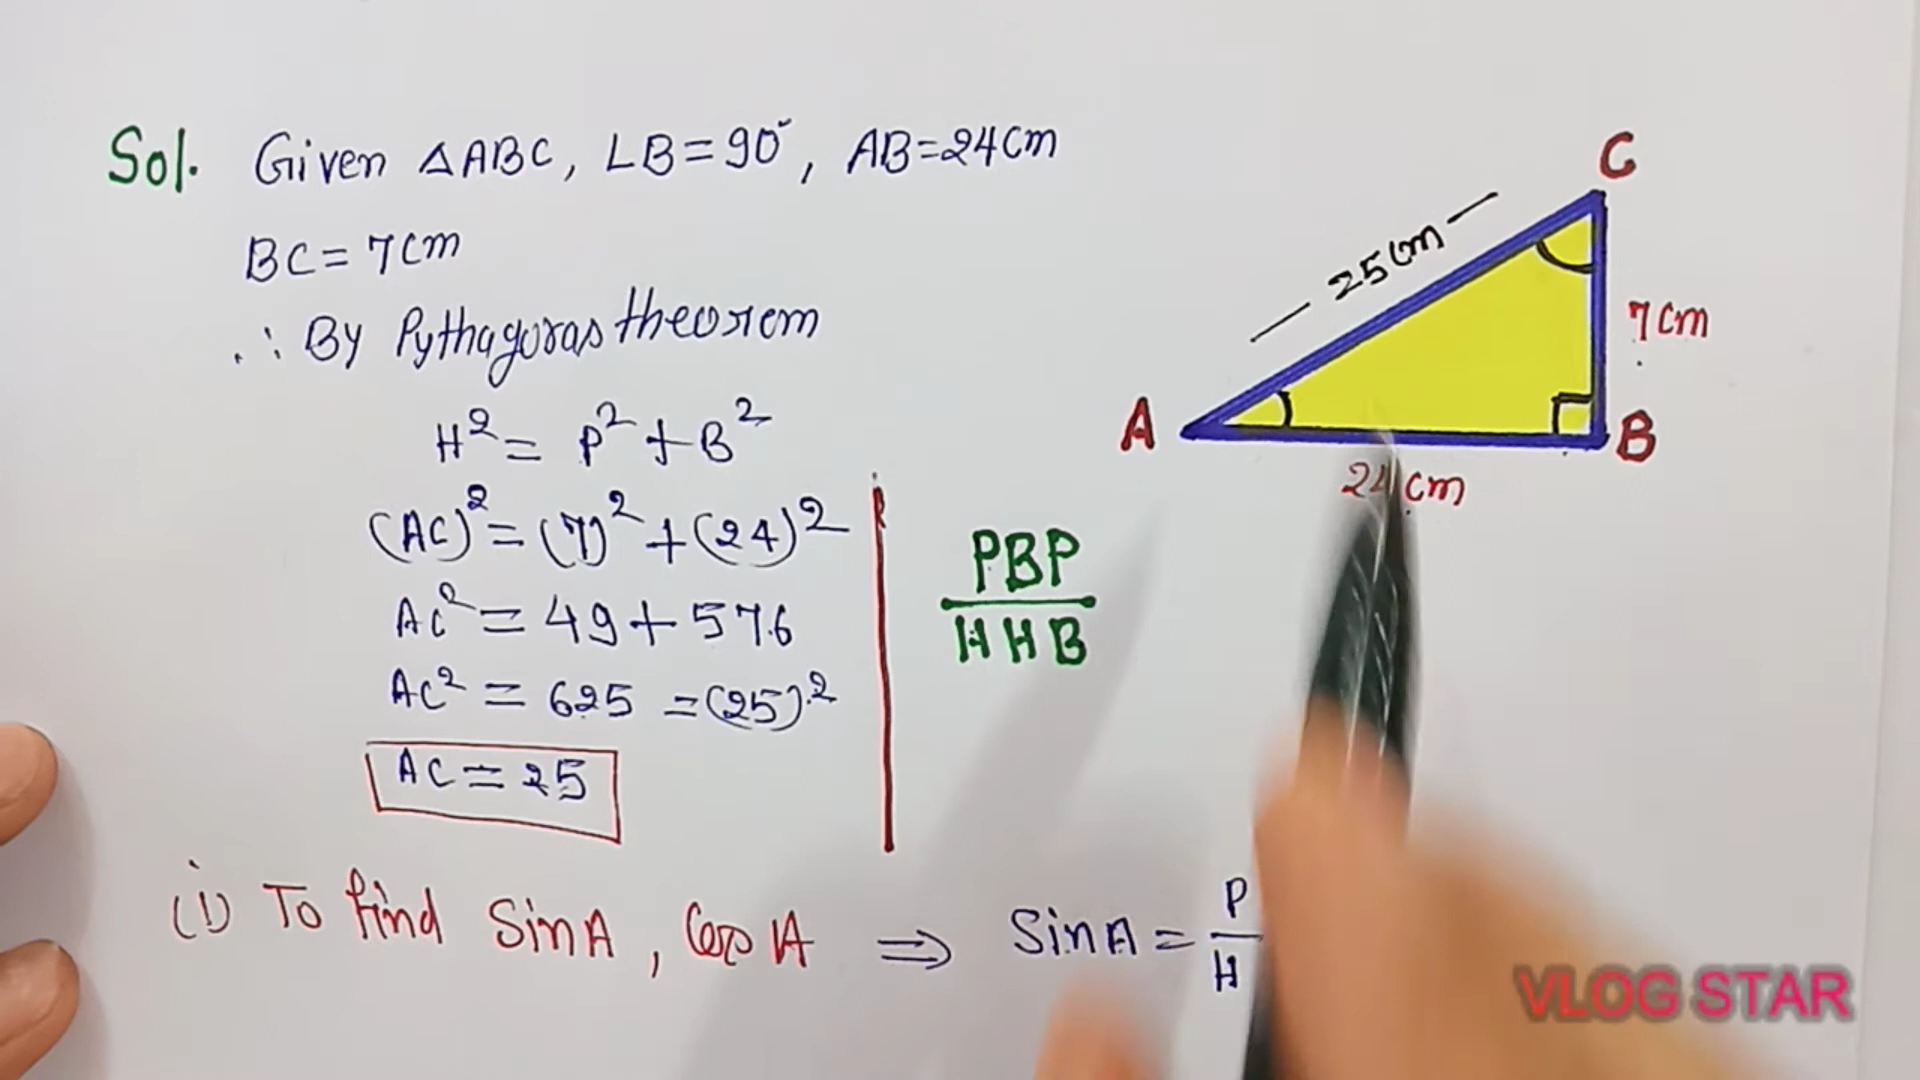 Sol. Given △ABC, ∠B=90°, AB=24cm
BC=7cm
∴ By Pythagoras theorem
H² = P² + B²
(AC)² = (7)² + (24)²
AC² = 49 + 576
AC² = 625 = (25)²
AC = 25
PBP
HHB
C
25cm
7cm
A
B
24cm
(i) To find SinA, CosA ⇒ SinA = P/H
VLOG STAR